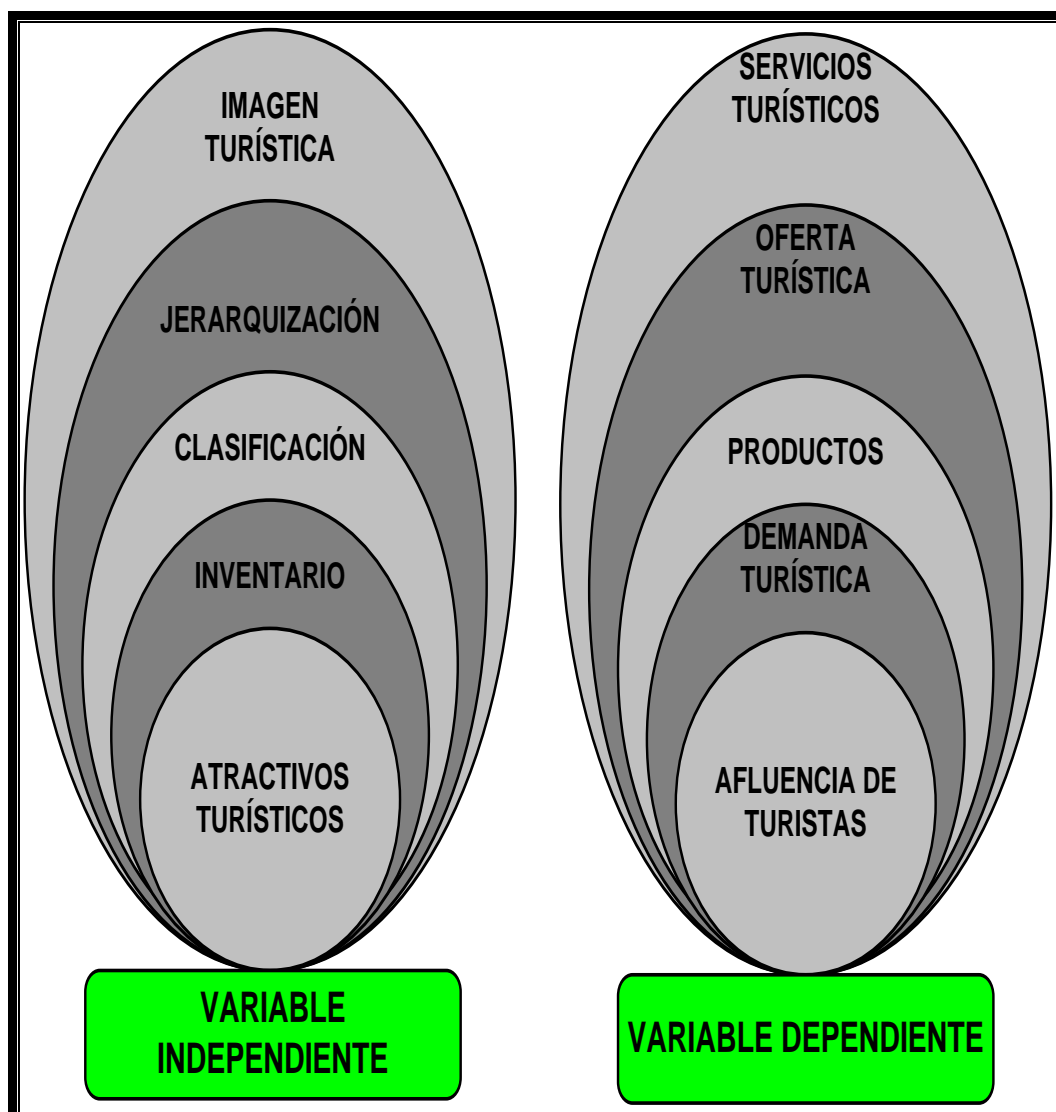 IMAGEN
TURÍSTICA
JERARQUIZACIÓN
CLASIFICACIÓN
INVENTARIO
ATRACTIVOS
TURÍSTICOS
VARIABLE
INDEPENDIENTE
SERVICIOS
TURÍSTICOS
OFERTA
TURÍSTICA
PRODUCTOS
DEMANDA
TURÍSTICA
AFLUENCIA DE
TURISTAS
VARIABLE DEPENDIENTE